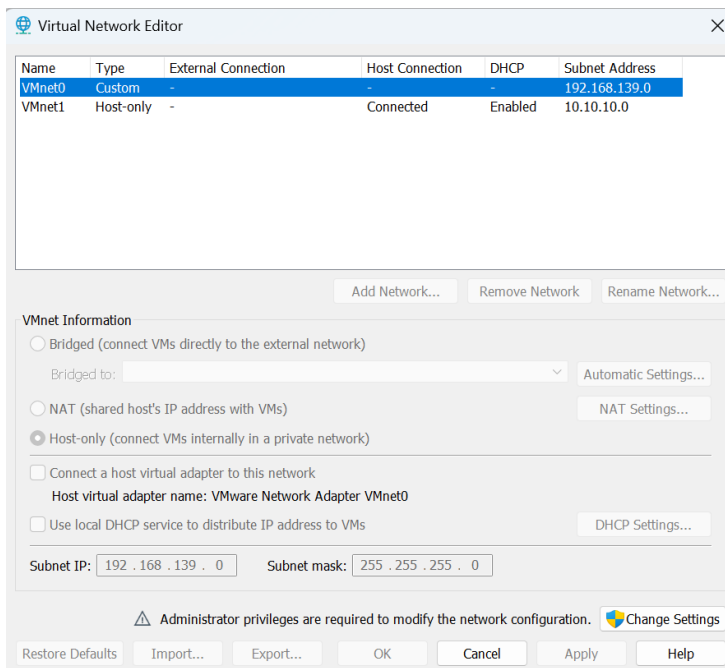 Virtual Network Editor
Name Type External Connection Host Connection DHCP Subnet Address
VMnet0 Custom - - - 192.168.139.0
VMnet1 Host-only - Connected Enabled 10.10.10.0
Add Network... Remove Network Rename Network...
VMnet Information
Bridged (connect VMs directly to the external network)
Bridged to: Automatic Settings...
NAT (shared host's IP address with VMs) NAT Settings...
Host-only (connect VMs internally in a private network)
Connect a host virtual adapter to this network
Host virtual adapter name: VMware Network Adapter VMnet0
Use local DHCP service to distribute IP address to VMs DHCP Settings...
Subnet IP: 192 . 168 . 139 . 0 Subnet mask: 255 . 255 . 255 . 0
Administrator privileges are required to modify the network configuration. Change Settings
Restore Defaults Import... Export... OK Cancel Apply Help